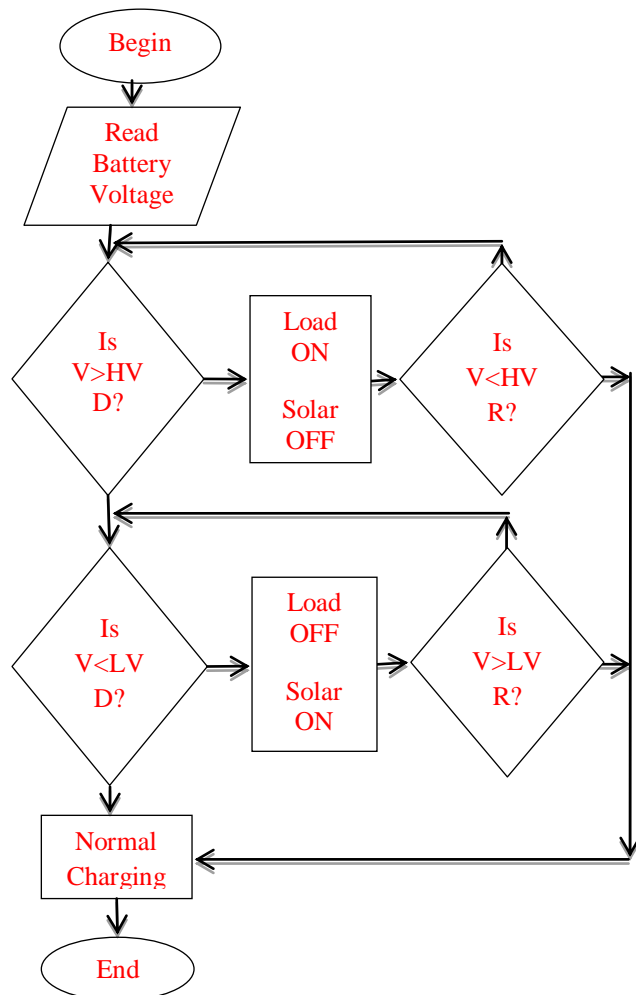 Begin
Read
Battery
Voltage
Is
V>HV
D?
Load
ON
Solar
OFF
Is
V<HV
R?
Is
V<LV
D?
Load
OFF
Solar
ON
Is
V>LV
R?
Normal
Charging
End